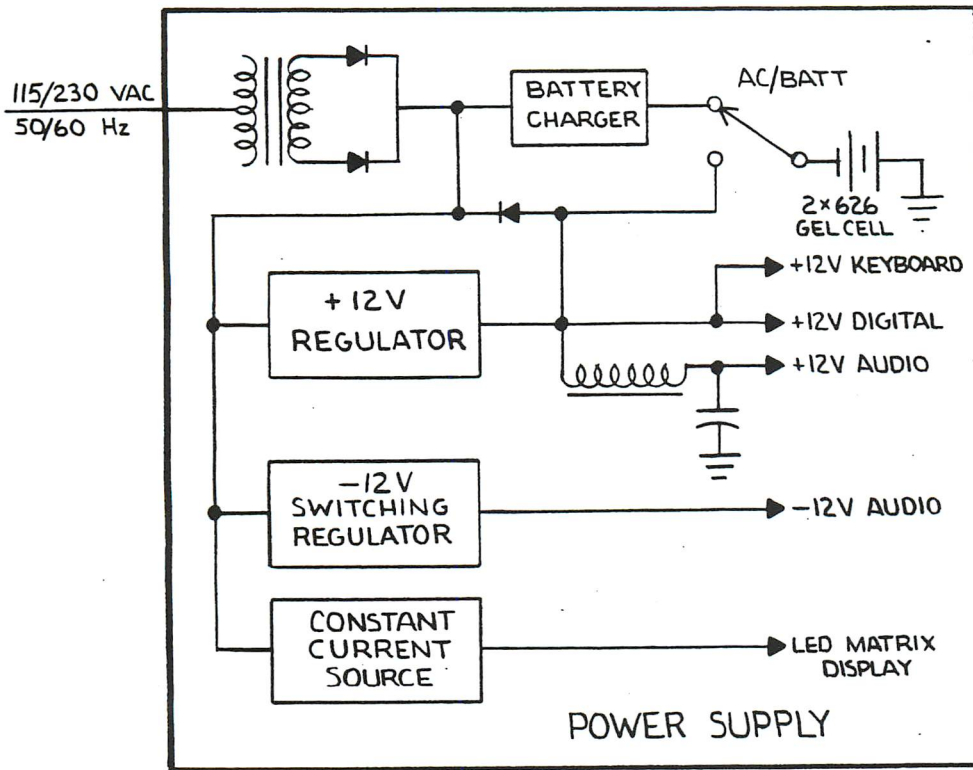 115/230 VAC
50/60 Hz
BATTERY
CHARGER
AC/BATT
2×626
GEL CELL
+12V
REGULATOR
+12V KEYBOARD
+12V DIGITAL
+12V AUDIO
-12V
SWITCHING
REGULATOR
-12V AUDIO
CONSTANT
CURRENT
SOURCE
LED MATRIX
DISPLAY
POWER SUPPLY